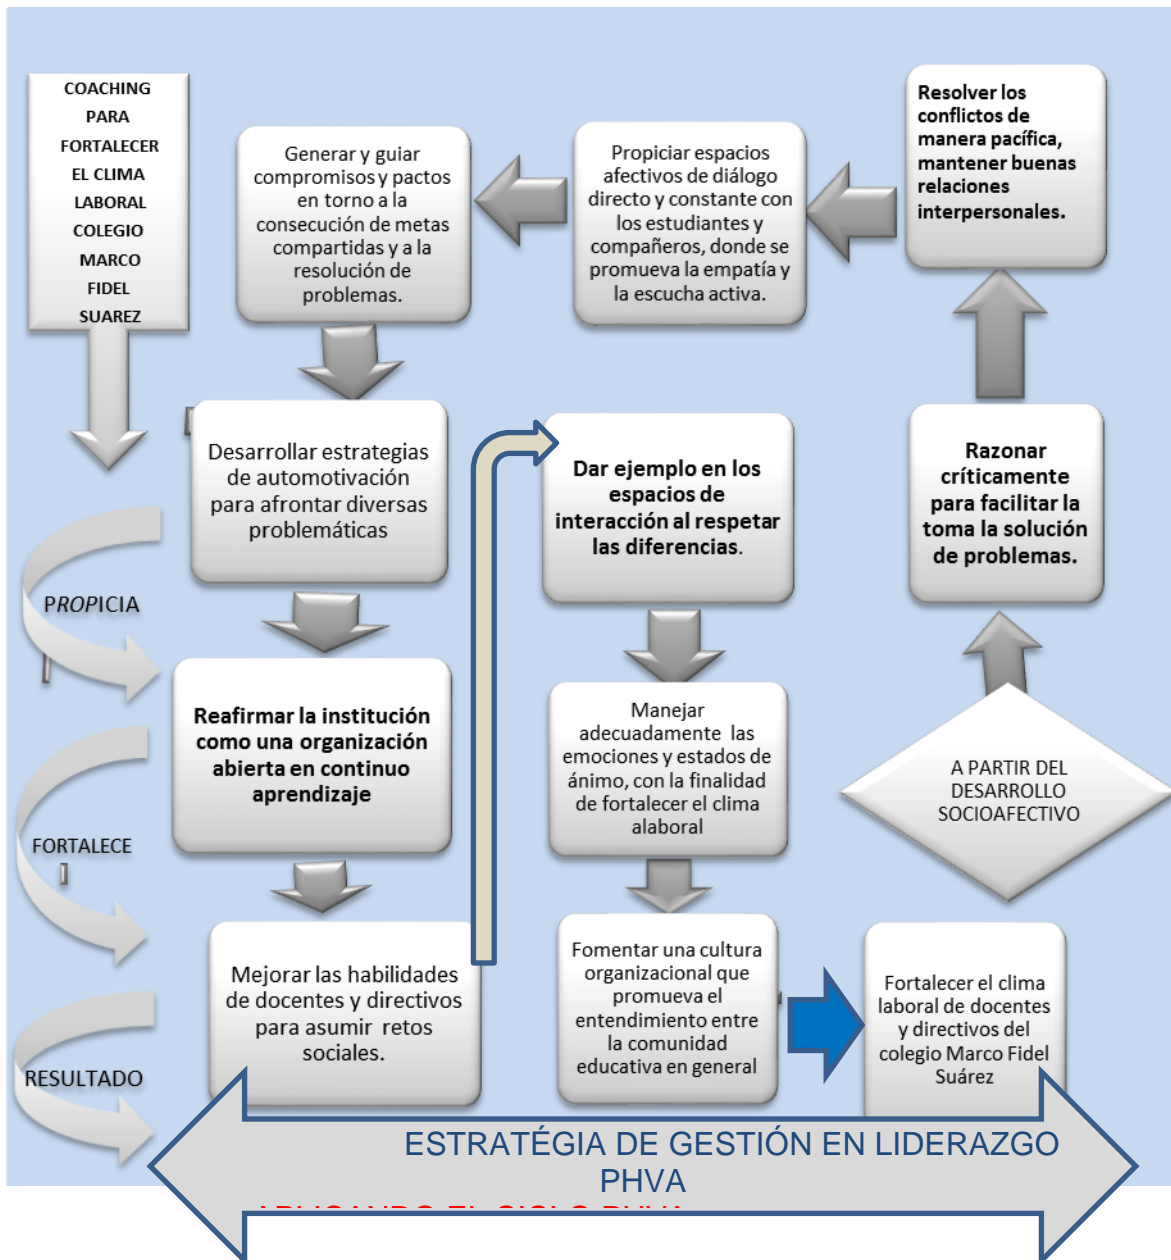 COACHING
PARA
FORTALECER
EL CLIMA
LABORAL
COLEGIO
MARCO
FIDEL
SUAREZ
Generar y guiar
compromisos y pactos
en torno a la
consecución de metas
compartidas y a la
resolución de
problemas.
Propiciar espacios
afectivos de diálogo
directo y constante con
los estudiantes y
compañeros, donde se
promueva la empatía y
la escucha activa.
Resolver los
conflictos de
manera pacífica,
mantener buenas
relaciones
interpersonales.
Desarrollar estrategias
de automotivación
para afrontar diversas
problemáticas
Dar ejemplo en los
espacios de
interacción al respetar
las diferencias.
Razonar
críticamente
para facilitar la
toma la solución
de problemas.
PROPICIA
Reafirmar la institución
como una organización
abierta en continuo
aprendizaje
Manejar
adecuadamente las
emociones y estados de
ánimo, con la finalidad
de fortalecer el clima
alaboral
A PARTIR DEL
DESARROLLO
SOCIOAFECTIVO
FORTALECE
Mejorar las habilidades
de docentes y directivos
para asumir retos
sociales.
Fomentar una cultura
organizacional que
promueva el
entendimiento entre
la comunidad
educativa en general
Fortalecer el clima
laboral de docentes
y directivos del
colegio Marco Fidel
Suárez
RESULTADO
ESTRATÉGIA DE GESTIÓN EN LIDERAZGO
PHVA
APLICANDO EL CICLO PHVA